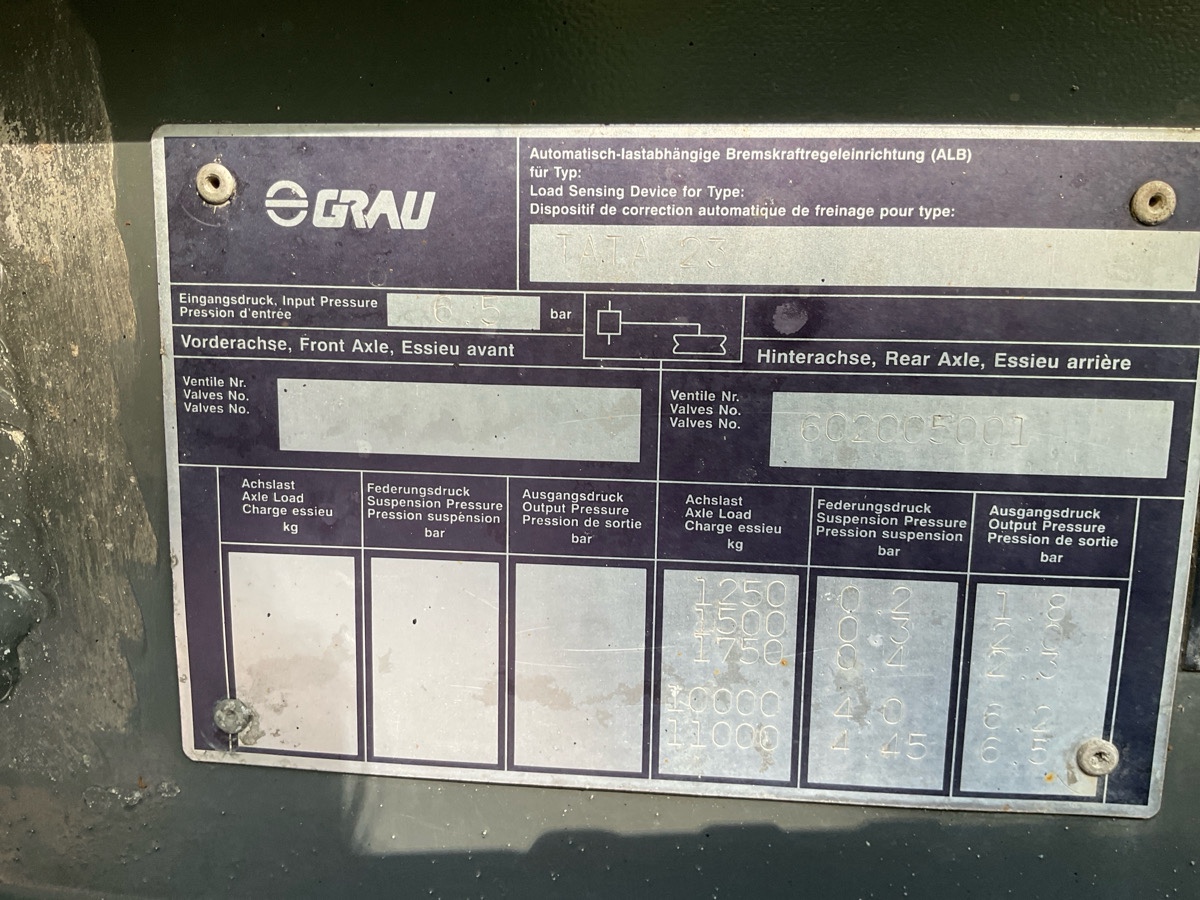 GRAU
Automatisch-lastabhängige Bremskraftregeleinrichtung (ALB)
für Typ:
Load Sensing Device for Type:
Dispositif de correction automatique de freinage pour type:
TATA 23
Eingangsdruck, Input Pressure
Pression d'entrée
6.5 bar
Vorderachse, Front Axle, Essieu avant
Hinterachse, Rear Axle, Essieu arrière
Ventile Nr.
Valves No.
Valves No.
Ventile Nr.
Valves No.
Valves No.
602005001
Achslast
Axle Load
Charge essieu
kg
Federungsdruck
Suspension Pressure
Pression suspènsion
bar
Ausgangsdruck
Output Pressure
Pression de sortie
bar
Achslast
Axle Load
Charge essieu
kg
Federungsdruck
Suspension Pressure
Pression suspension
bar
Ausgangsdruck
Output Pressure
Pression de sortie
bar
1250 0.2 1.8
1500 0.3
1750 0.4 2.3
10000 4.0 6.2
11000 4.45 6.5